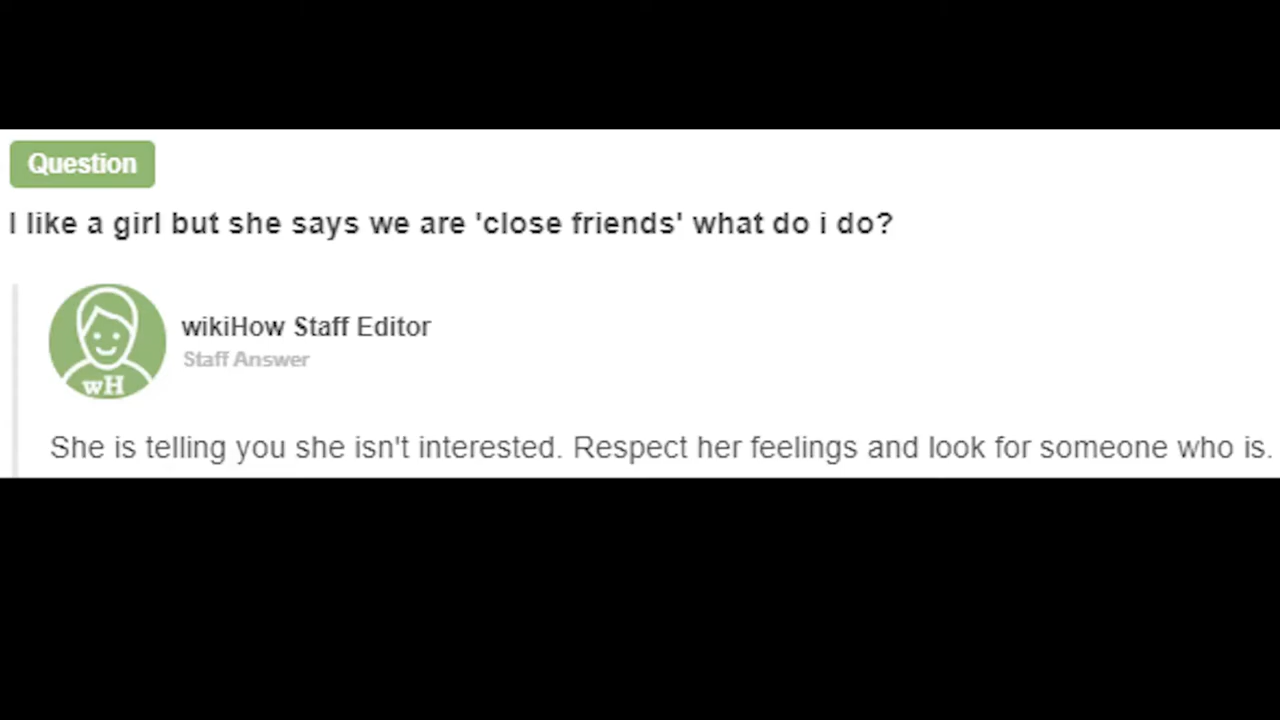 Question
I like a girl but she says we are 'close friends' what do i do?
wikiHow Staff Editor
Staff Answer
wH
She is telling you she isn't interested. Respect her feelings and look for someone who is.